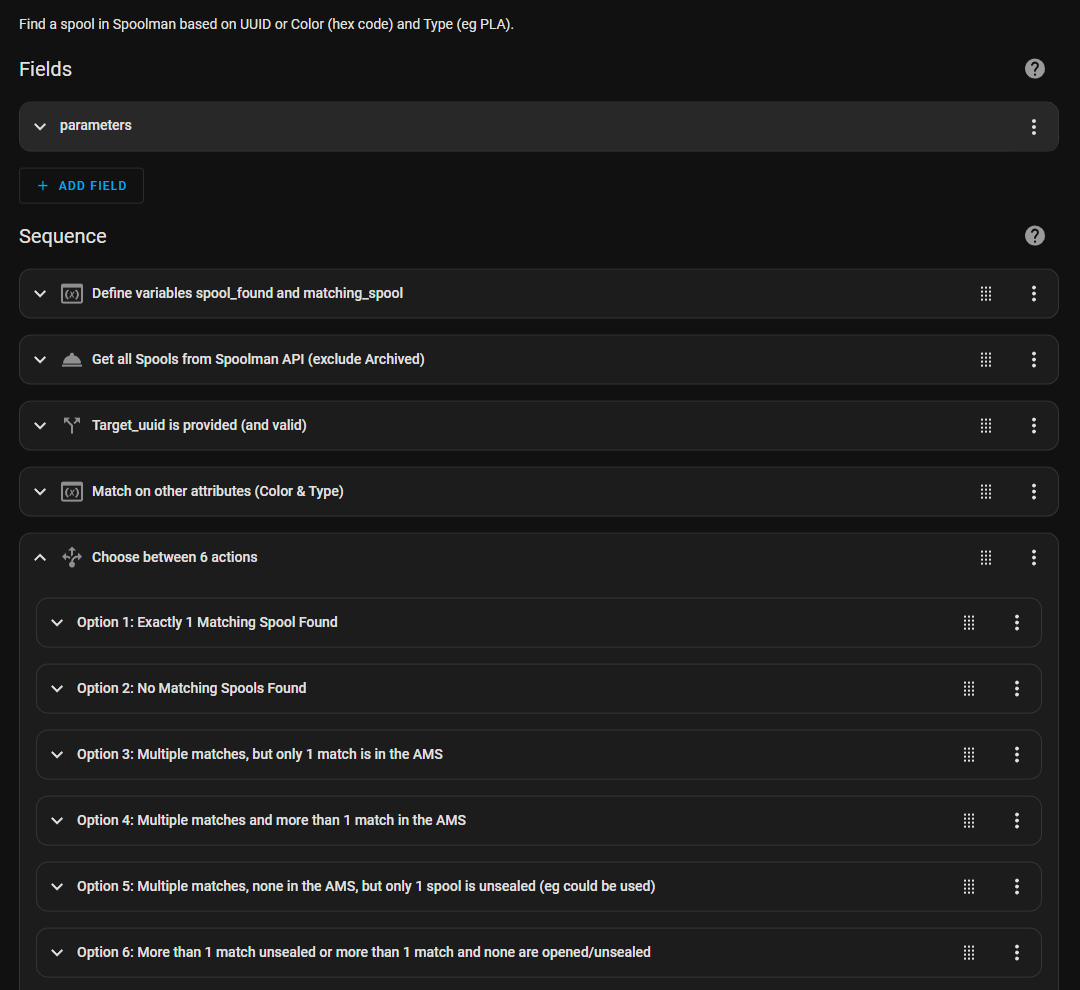 Find a spool in Spoolman based on UUID or Color (hex code) and Type (eg PLA).
Fields
parameters
+ ADD FIELD
Sequence
Define variables spool_found and matching_spool
Get all Spools from Spoolman API (exclude Archived)
Target_uuid is provided (and valid)
Match on other attributes (Color & Type)
Choose between 6 actions
Option 1: Exactly 1 Matching Spool Found
Option 2: No Matching Spools Found
Option 3: Multiple matches, but only 1 match is in the AMS
Option 4: Multiple matches and more than 1 match in the AMS
Option 5: Multiple matches, none in the AMS, but only 1 spool is unsealed (eg could be used)
Option 6: More than 1 match unsealed or more than 1 match and none are opened/unsealed